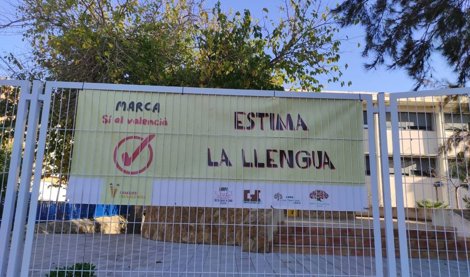 MARCA
Sí al valencià
ESTIMA
LA LLENGUA